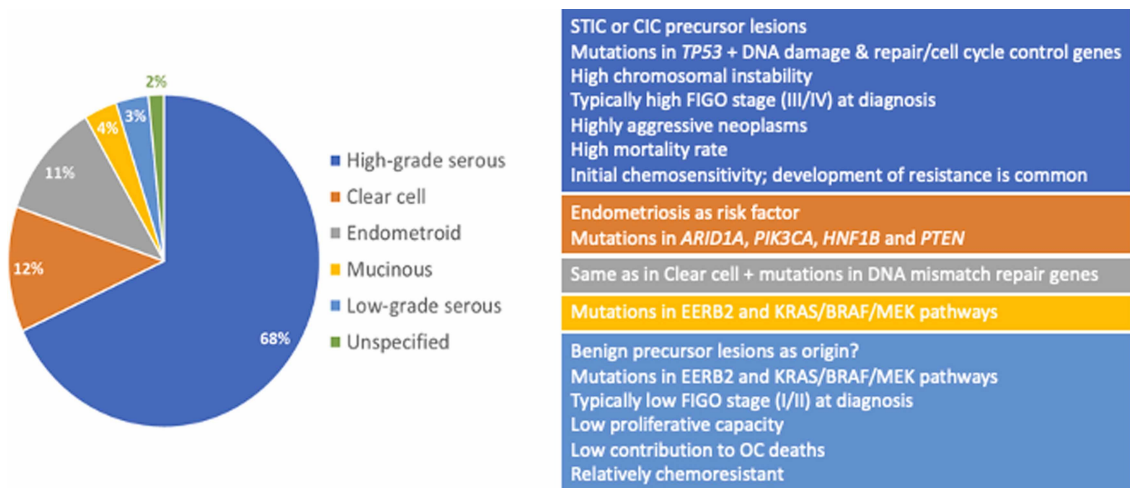 2%
3%
4%
11%
12%
68%
High-grade serous
Clear cell
Endometroid
Mucinous
Low-grade serous
Unspecified
STIC or CIC precursor lesions
Mutations in TP53 + DNA damage & repair/cell cycle control genes
High chromosomal instability
Typically high FIGO stage (III/IV) at diagnosis
Highly aggressive neoplasms
High mortality rate
Initial chemosensitivity; development of resistance is common
Endometriosis as risk factor
Mutations in ARID1A, PIK3CA, HNF1B and PTEN
Same as in Clear cell + mutations in DNA mismatch repair genes
Mutations in EERB2 and KRAS/BRAF/MEK pathways
Benign precursor lesions as origin?
Mutations in EERB2 and KRAS/BRAF/MEK pathways
Typically low FIGO stage (I/II) at diagnosis
Low proliferative capacity
Low contribution to OC deaths
Relatively chemoresistant